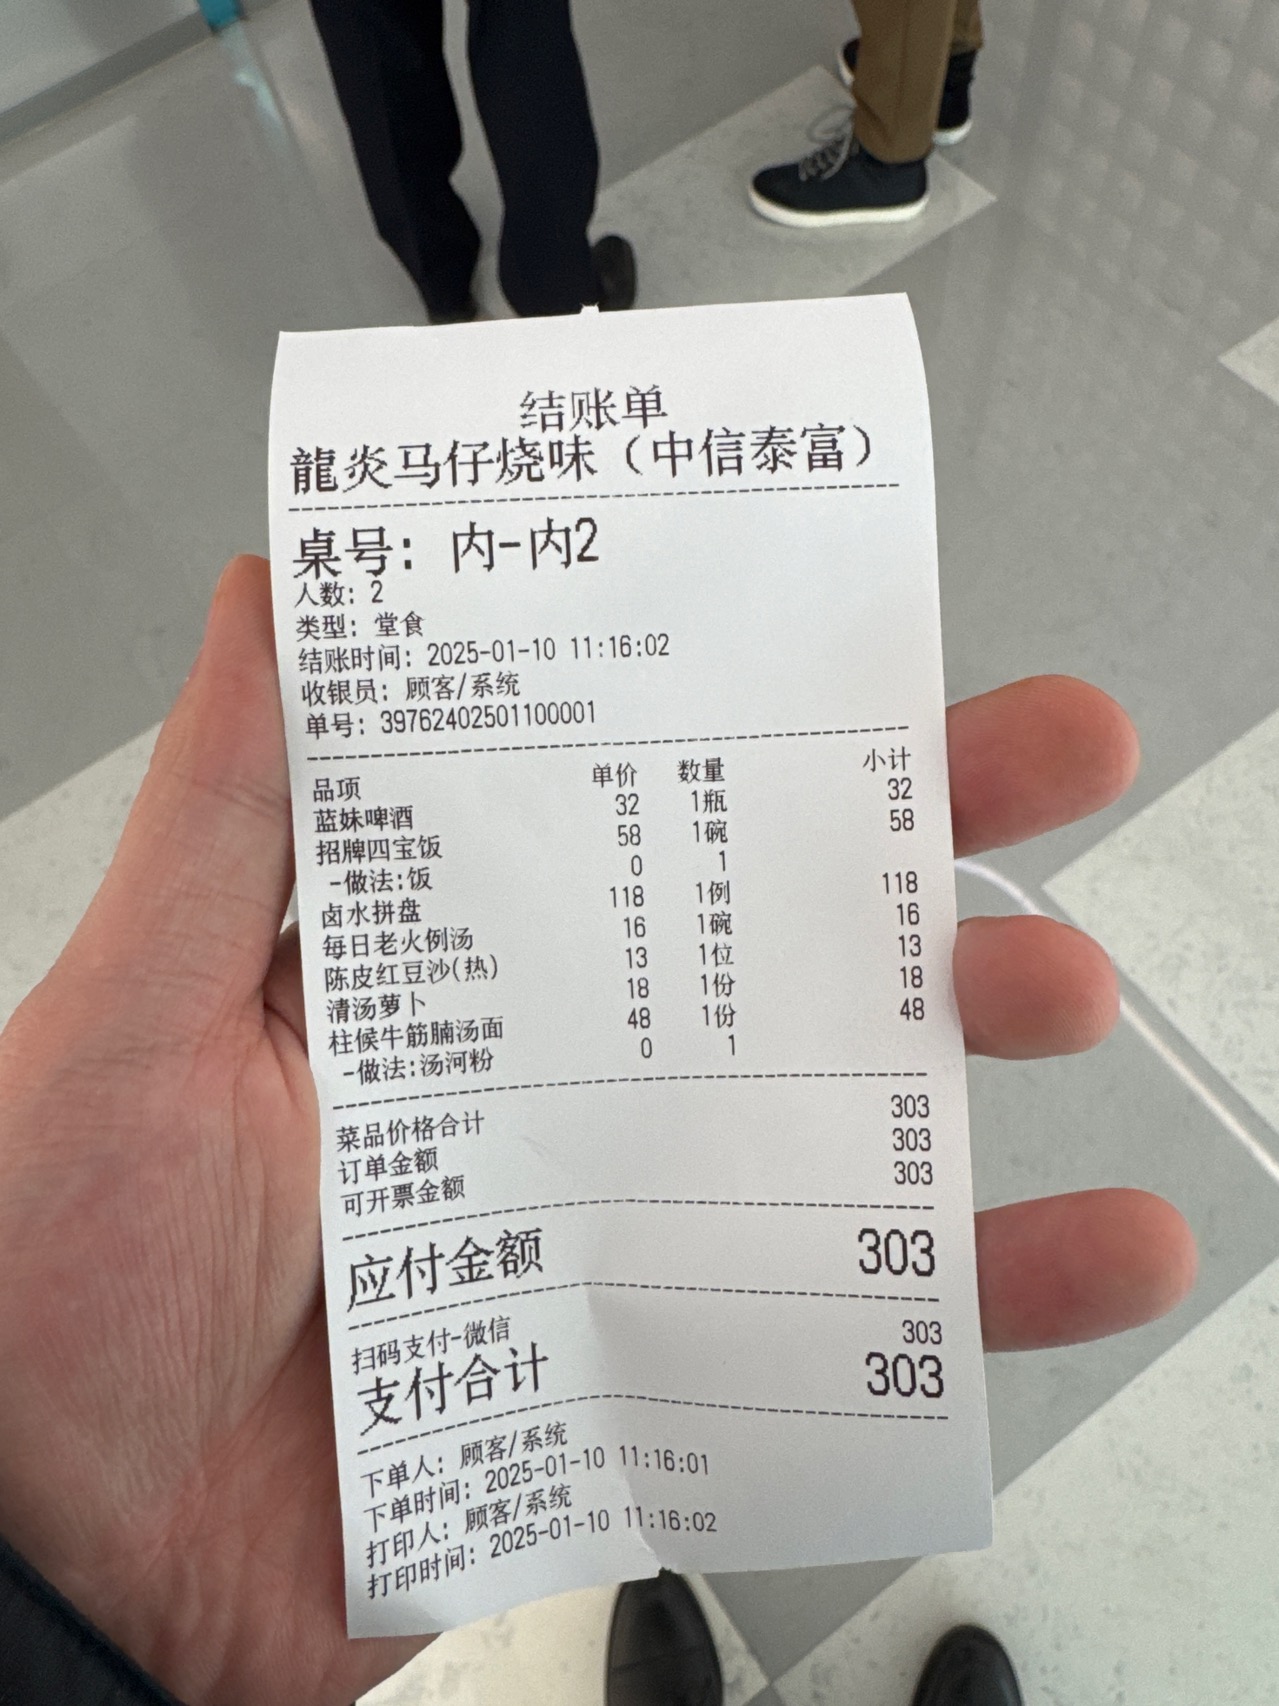 结账单
龍炎马仔烧味（中信泰富）
桌号: 内-内2
人数: 2
类型: 堂食
结账时间: 2025-01-10 11:16:02
收银员: 顾客/系统
单号: 39762402501100001
品项 单价 数量 小计
蓝妹啤酒 32 1瓶 32
招牌四宝饭 58 1碗 58
-做法:饭 0 1
卤水拼盘 118 1例 118
每日老火例汤 16 1碗 16
陈皮红豆沙(热) 13 1位 13
清汤萝卜 18 1份 18
柱候牛筋腩汤面 48 1份 48
-做法:汤河粉 0 1
菜品价格合计 303
订单金额 303
可开票金额 303
应付金额 303
扫码支付-微信 303
支付合计 303
下单人: 顾客/系统
下单时间: 2025-01-10 11:16:01
打印人: 顾客/系统
打印时间: 2025-01-10 11:16:02